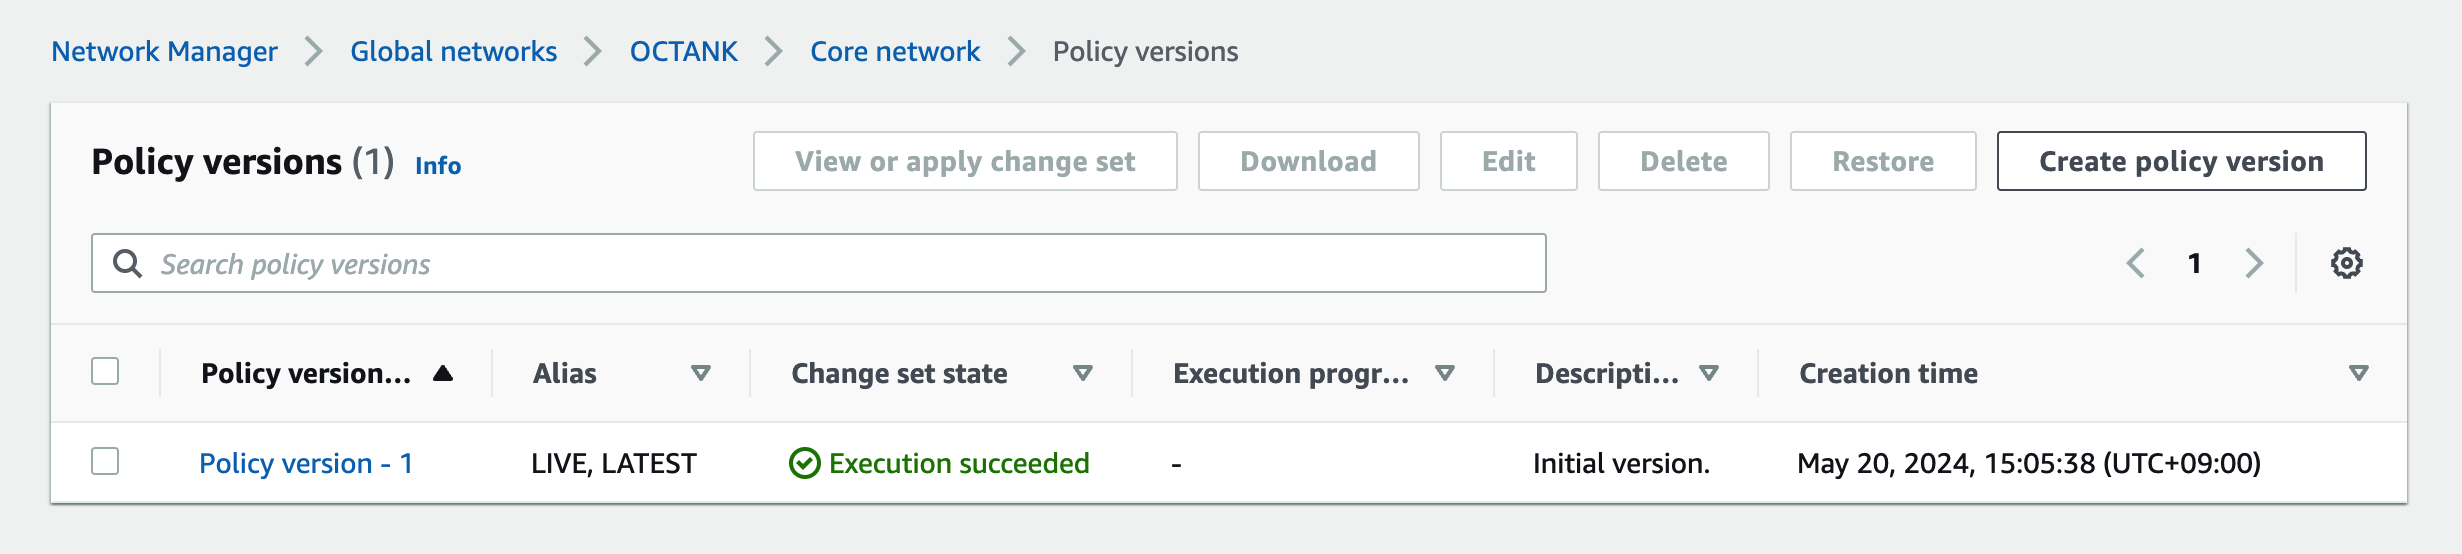 Network Manager Global networks OCTANK Core network Policy versions
Policy versions (1) Info View or apply change set Download Edit Delete Restore Create policy version
Search policy versions 1
Policy version... Alias Change set state Execution progr... Descripti... Creation time
Policy version - 1 LIVE, LATEST Execution succeeded - Initial version. May 20, 2024, 15:05:38 (UTC+09:00)